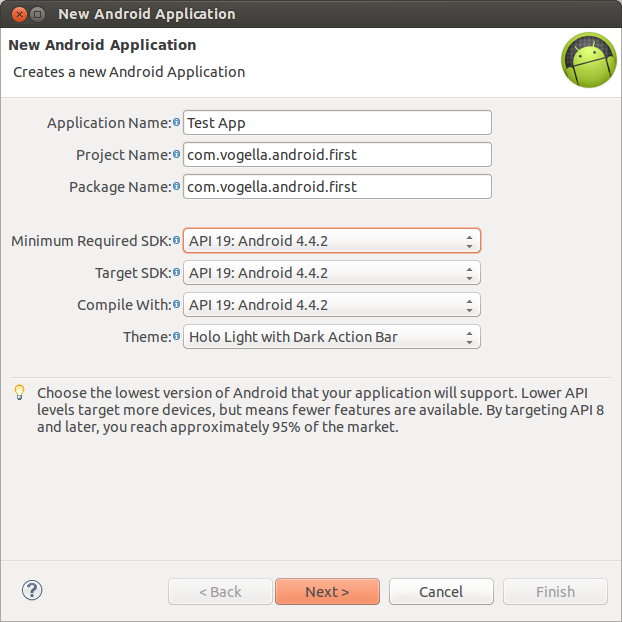 New Android Application
New Android Application
Creates a new Android Application
Application Name: Test App
Project Name: com.vogella.android.first
Package Name: com.vogella.android.first
Minimum Required SDK: API 19: Android 4.4.2
Target SDK: API 19: Android 4.4.2
Compile With: API 19: Android 4.4.2
Theme: Holo Light with Dark Action Bar
Choose the lowest version of Android that your application will support. Lower API
levels target more devices, but means fewer features are available. By targeting API 8
and later, you reach approximately 95% of the market.
? < Back Next > Cancel Finish